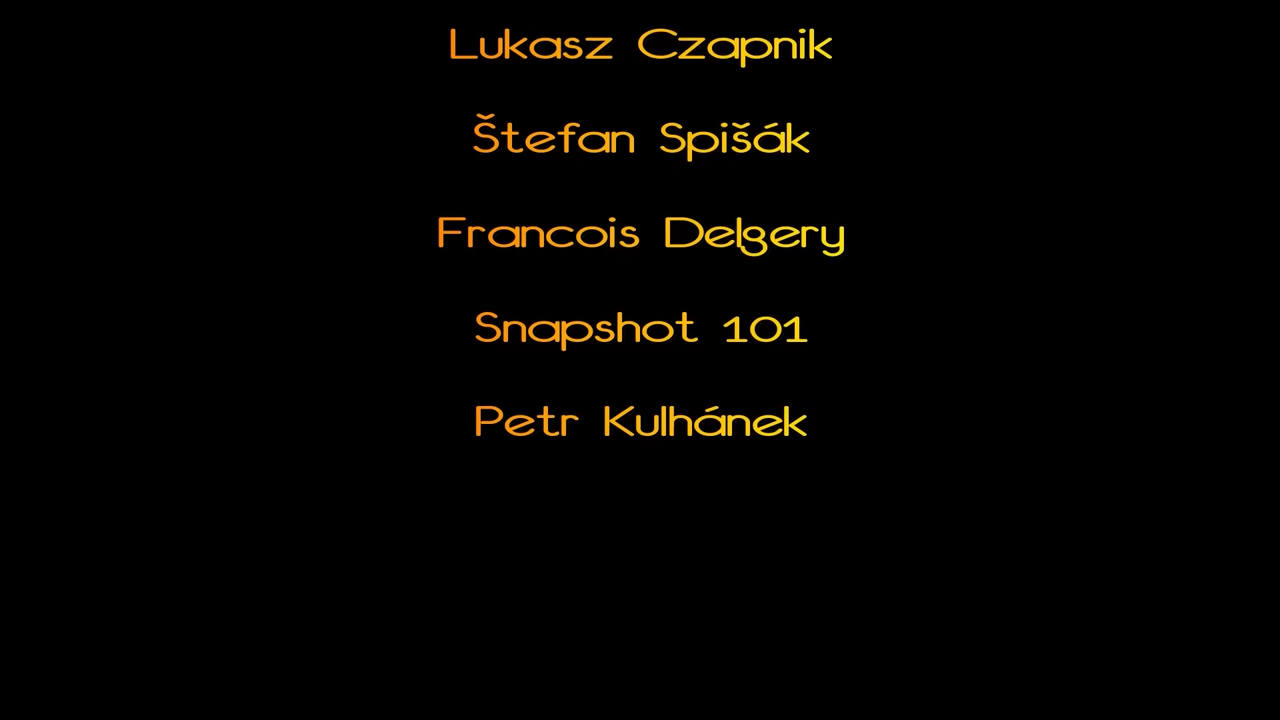 Lukasz Czapnik
Štefan Spišák
Francois Delgery
Snapshot 101
Petr Kulhánek